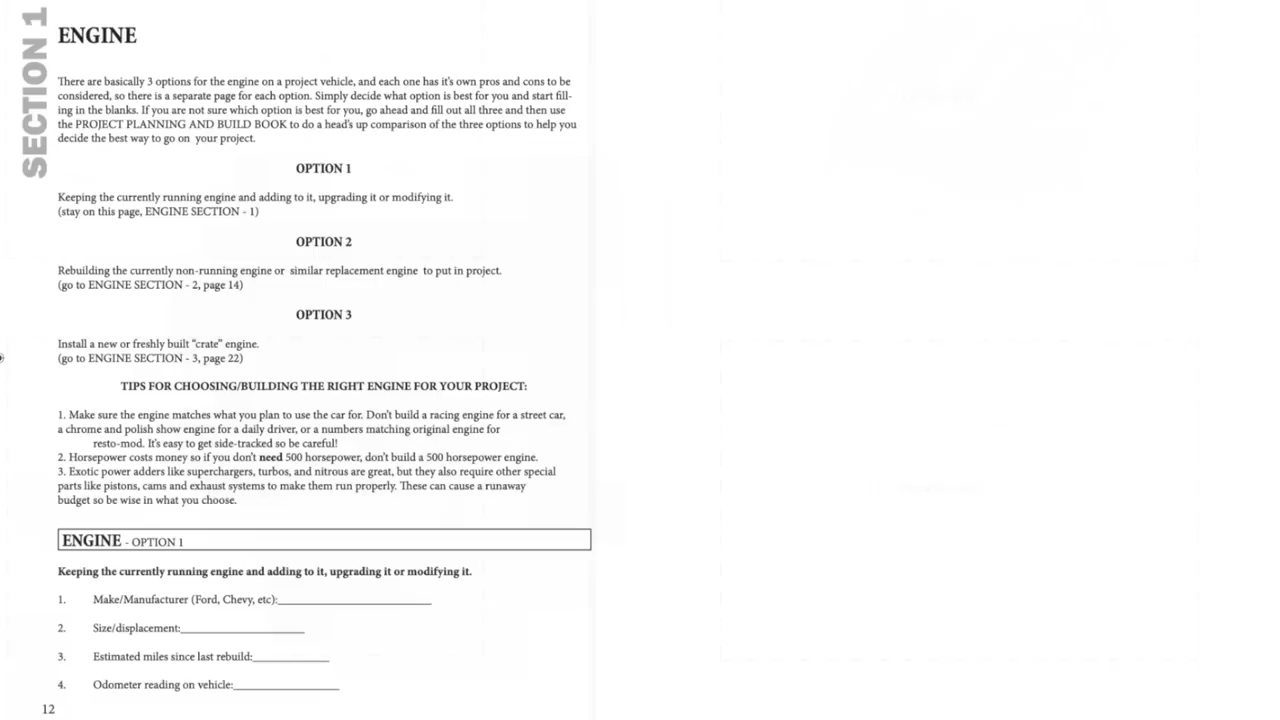 SECTION 1
ENGINE
There are basically 3 options for the engine on a project vehicle, and each one has it's own pros and cons to be
considered, so there is a separate page for each option. Simply decide what option is best for you and start fill-
ing in the blanks. If you are not sure which option is best for you, go ahead and fill out all three and then use
the PROJECT PLANNING AND BUILD BOOK to do a head's up comparison of the three options to help you
decide the best way to go on your project.
OPTION 1
Keeping the currently running engine and adding to it, upgrading it or modifying it.
(stay on this page, ENGINE SECTION - 1)
OPTION 2
Rebuilding the currently non-running engine or similar replacement engine to put in project.
(go to ENGINE SECTION - 2, page 14)
OPTION 3
Install a new or freshly built "crate" engine.
(go to ENGINE SECTION - 3, page 22)
TIPS FOR CHOOSING/BUILDING THE RIGHT ENGINE FOR YOUR PROJECT:
1. Make sure the engine matches what you plan to use the car for. Don't build a racing engine for a street car,
a chrome and polish show engine for a daily driver, or a numbers matching original engine for
resto-mod. It's easy to get side-tracked so be careful!
2. Horsepower costs money so if you don't need 500 horsepower, don't build a 500 horsepower engine.
3. Exotic power adders like superchargers, turbos, and nitrous are great, but they also require other special
parts like pistons, cams and exhaust systems to make them run properly. These can cause a runaway
budget so be wise in what you choose.
ENGINE - OPTION 1
Keeping the currently running engine and adding to it, upgrading it or modifying it.
1. Make/Manufacturer (Ford, Chevy, etc):
2. Size/displacement:
3. Estimated miles since last rebuild:
4. Odometer reading on vehicle:
12